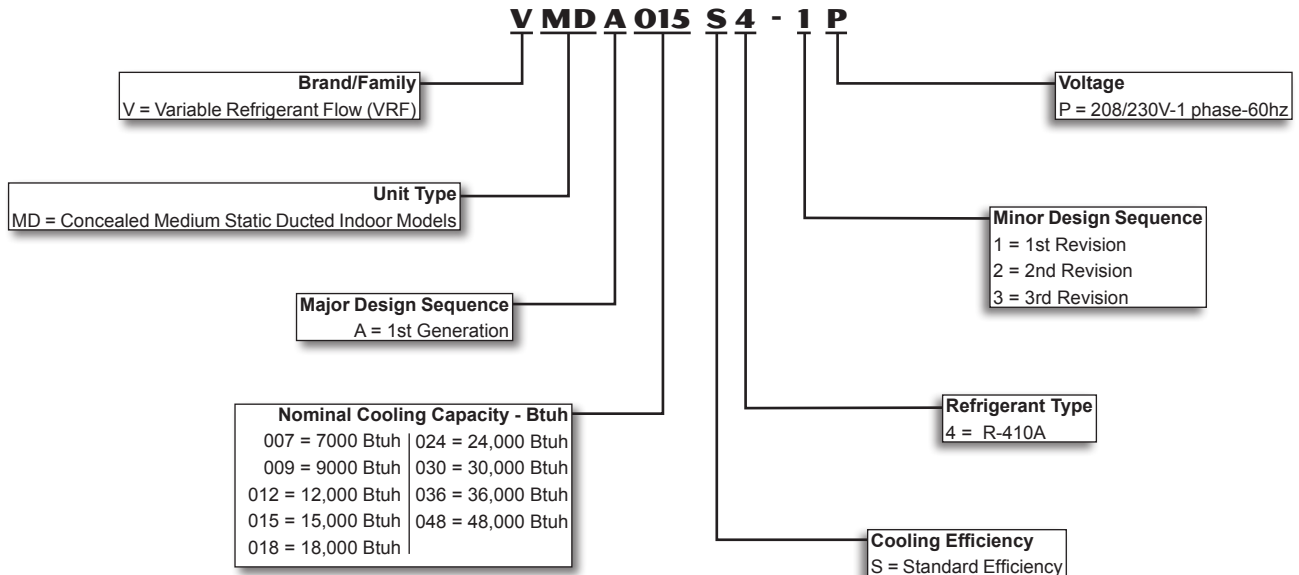 V MD A 015 S 4 - 1 P
Brand/Family
V = Variable Refrigerant Flow (VRF)
Voltage
P = 208/230V-1 phase-60hz
Unit Type
MD = Concealed Medium Static Ducted Indoor Models
Minor Design Sequence
1 = 1st Revision
2 = 2nd Revision
3 = 3rd Revision
Major Design Sequence
A = 1st Generation
Nominal Cooling Capacity - Btuh
007 = 7000 Btuh 024 = 24,000 Btuh
009 = 9000 Btuh 030 = 30,000 Btuh
012 = 12,000 Btuh 036 = 36,000 Btuh
015 = 15,000 Btuh 048 = 48,000 Btuh
018 = 18,000 Btuh
Refrigerant Type
4 = R-410A
Cooling Efficiency
S = Standard Efficiency